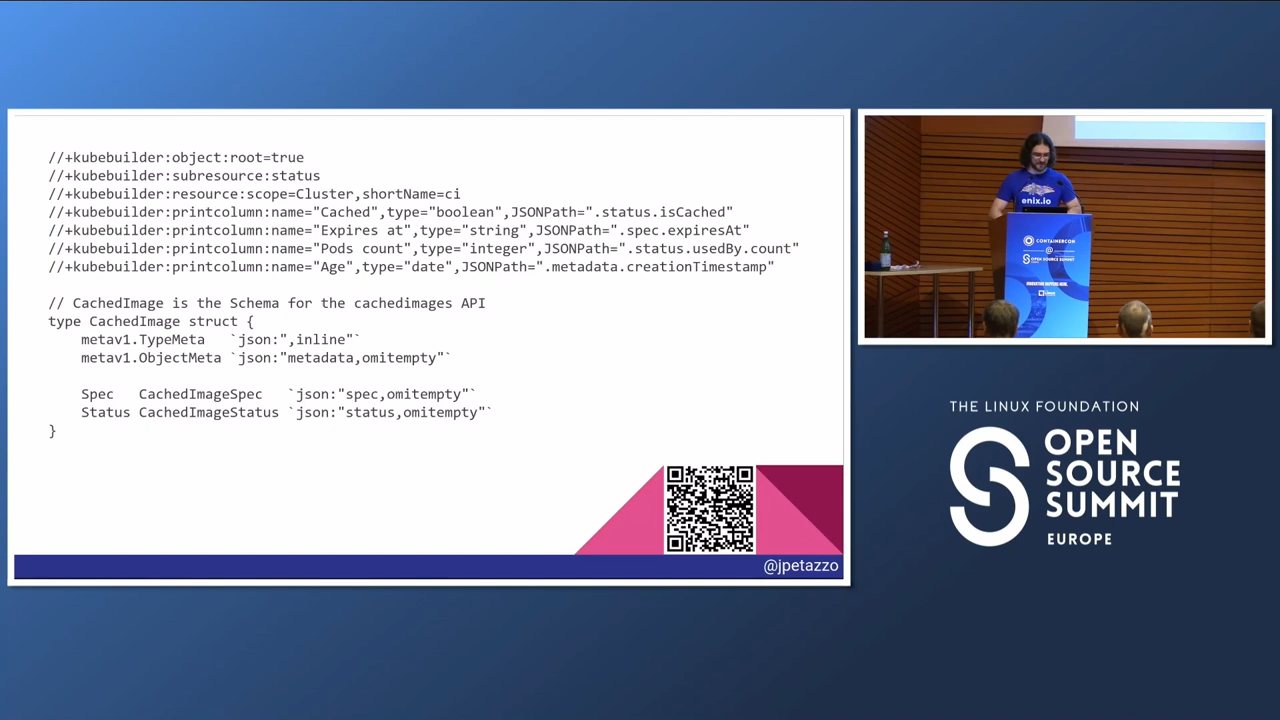 //+kubebuilder:object:root=true
//+kubebuilder:subresource:status
//+kubebuilder:resource:scope=Cluster,shortName=ci
//+kubebuilder:printcolumn:name="Cached",type="boolean",JSONPath=".status.isCached"
//+kubebuilder:printcolumn:name="Expires at",type="string",JSONPath=".spec.expiresAt"
//+kubebuilder:printcolumn:name="Pods count",type="integer",JSONPath=".status.usedBy.count"
//+kubebuilder:printcolumn:name="Age",type="date",JSONPath=".metadata.creationTimestamp"
// CachedImage is the Schema for the cachedimages API
type CachedImage struct {
metav1.TypeMeta `json:",inline"`
metav1.ObjectMeta `json:"metadata,omitempty"`
Spec CachedImageSpec `json:"spec,omitempty"`
Status CachedImageStatus `json:"status,omitempty"`
}
@jpetazzo
enix.io
CONTAINERCON
@
OPEN SOURCE SUMMIT
THE LINUX FOUNDATION
OPEN
SOURCE
SUMMIT
EUROPE